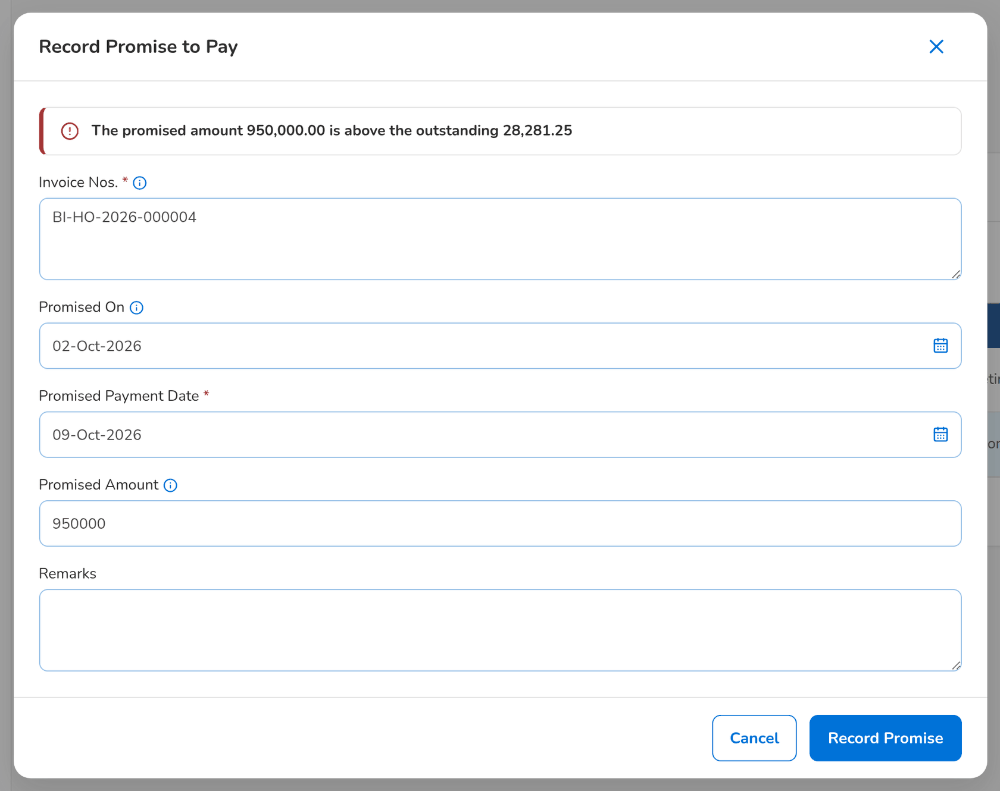 Record Promise to Pay
The promised amount 950,000.00 is above the outstanding 28,281.25
Invoice Nos. *
BI-HO-2026-000004
Promised On
02-Oct-2026
Promised Payment Date *
09-Oct-2026
Promised Amount
950000
Remarks
Cancel
Record Promise